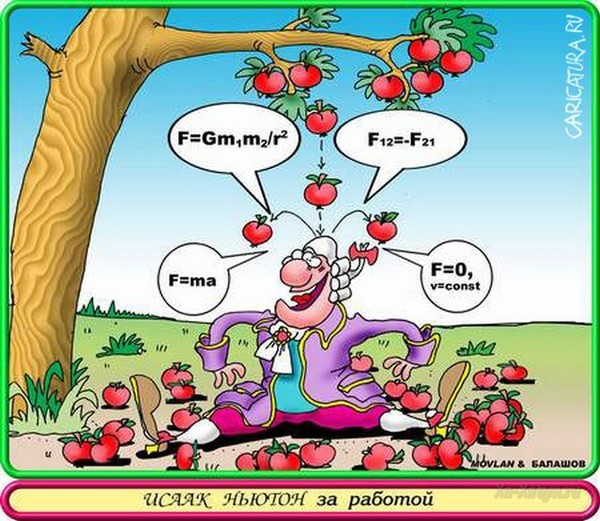 CARICATURA.RU
F=Gm₁m₂/r²
F₁₂=-F₂₁
F=ma
F=0,
v=const
MOVLAN & БАЛАШОВ
ИСААК НЬЮТОН за работой